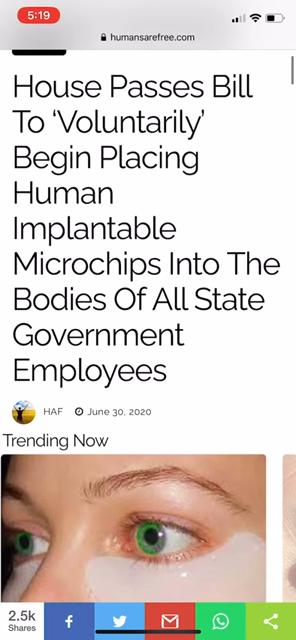 5:19
humansarefree.com
House Passes Bill
To ‘Voluntarily’
Begin Placing
Human
Implantable
Microchips Into The
Bodies Of All State
Government
Employees
HAF June 30, 2020
Trending Now
2.5k
Shares